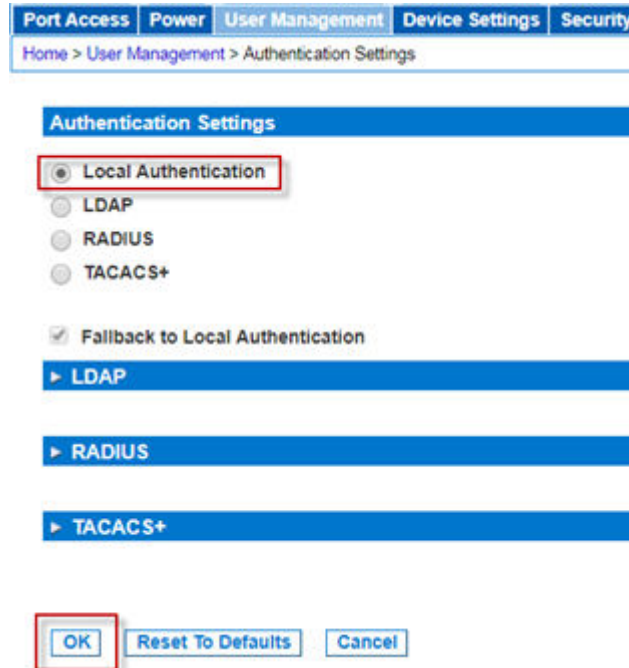 Port Access Power User Management Device Settings Security
Home > User Management > Authentication Settings
Authentication Settings
Local Authentication
LDAP
RADIUS
TACACS+
Fallback to Local Authentication
► LDAP
► RADIUS
► TACACS+
OK Reset To Defaults Cancel